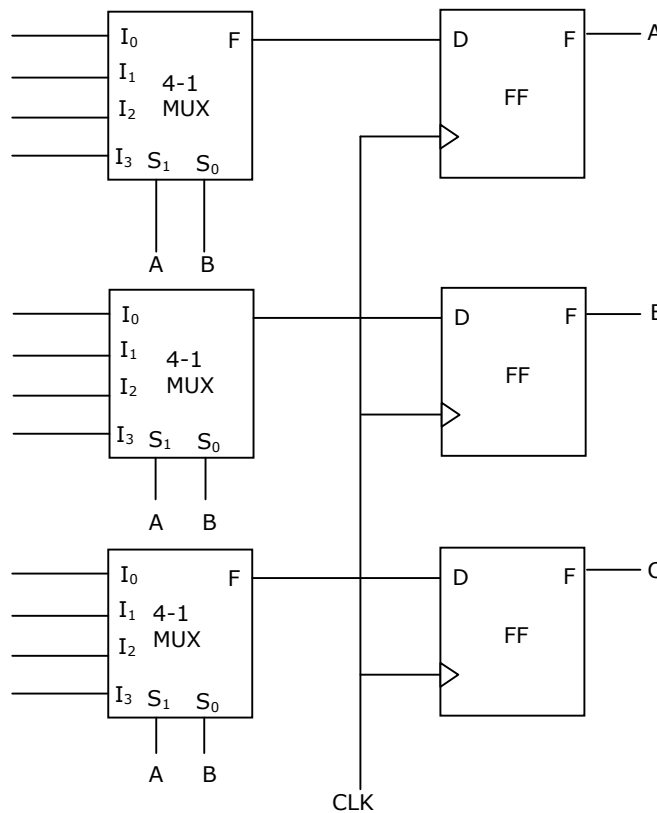 I₀ F D F A
I₁
4-1
MUX
FF
I₂
I₃ S₁ S₀
A B
I₀ D F B
I₁
4-1
MUX
FF
I₂
I₃ S₁ S₀
A B
I₀ F D F C
I₁
4-1
MUX
FF
I₂
I₃ S₁ S₀
A B
CLK